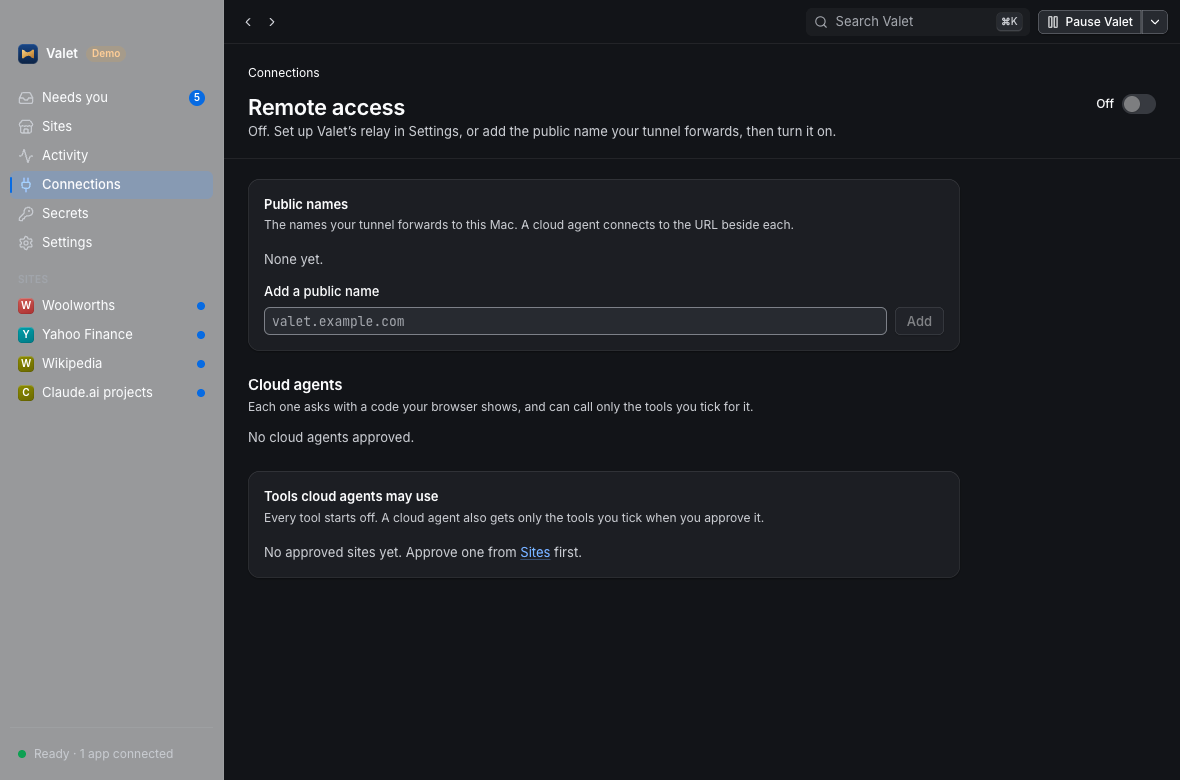 Valet Demo
Needs you 5
Sites
Activity
Connections
Secrets
Settings
SITES
W Woolworths
Y Yahoo Finance
W Wikipedia
C Claude.ai projects
Ready · 1 app connected
Search Valet ⌘K
Pause Valet
Connections
Remote access
Off
Off. Set up Valet’s relay in Settings, or add the public name your tunnel forwards, then turn it on.
Public names
The names your tunnel forwards to this Mac. A cloud agent connects to the URL beside each.
None yet.
Add a public name
valet.example.com
Add
Cloud agents
Each one asks with a code your browser shows, and can call only the tools you tick for it.
No cloud agents approved.
Tools cloud agents may use
Every tool starts off. A cloud agent also gets only the tools you tick when you approve it.
No approved sites yet. Approve one from Sites first.